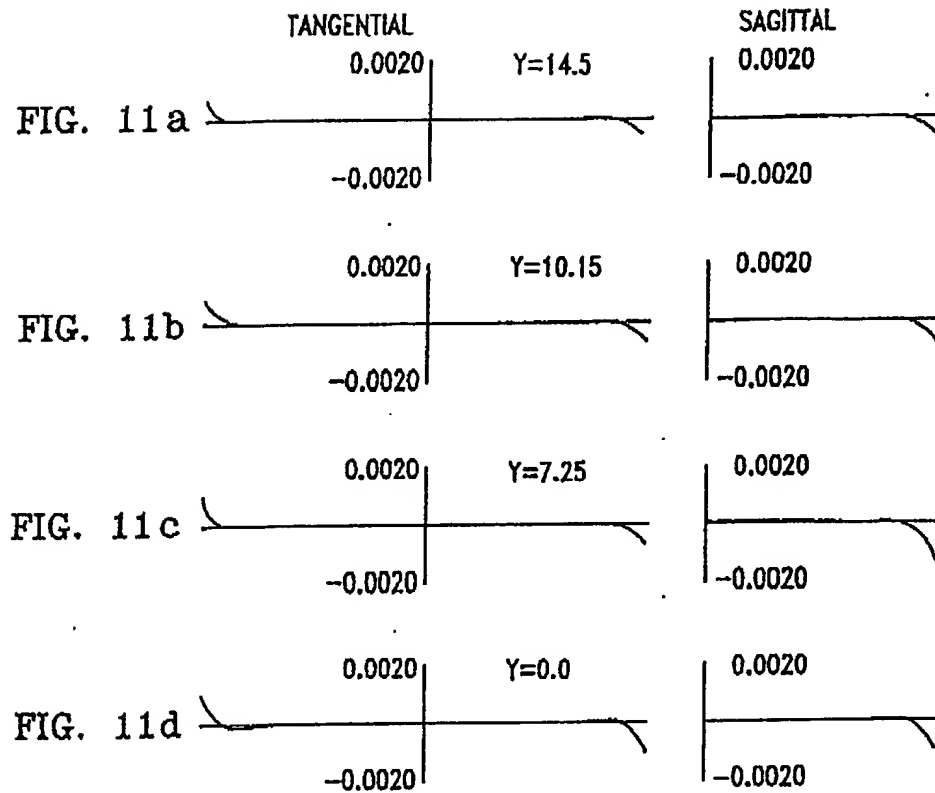 TANGENTIAL SAGITTAL
0.0020 Y=14.5 0.0020
FIG. 11a
-0.0020 -0.0020
0.0020 Y=10.15 0.0020
FIG. 11b
-0.0020 -0.0020
0.0020 Y=7.25 0.0020
FIG. 11c
-0.0020 -0.0020
0.0020 Y=0.0 0.0020
FIG. 11d
-0.0020 -0.0020